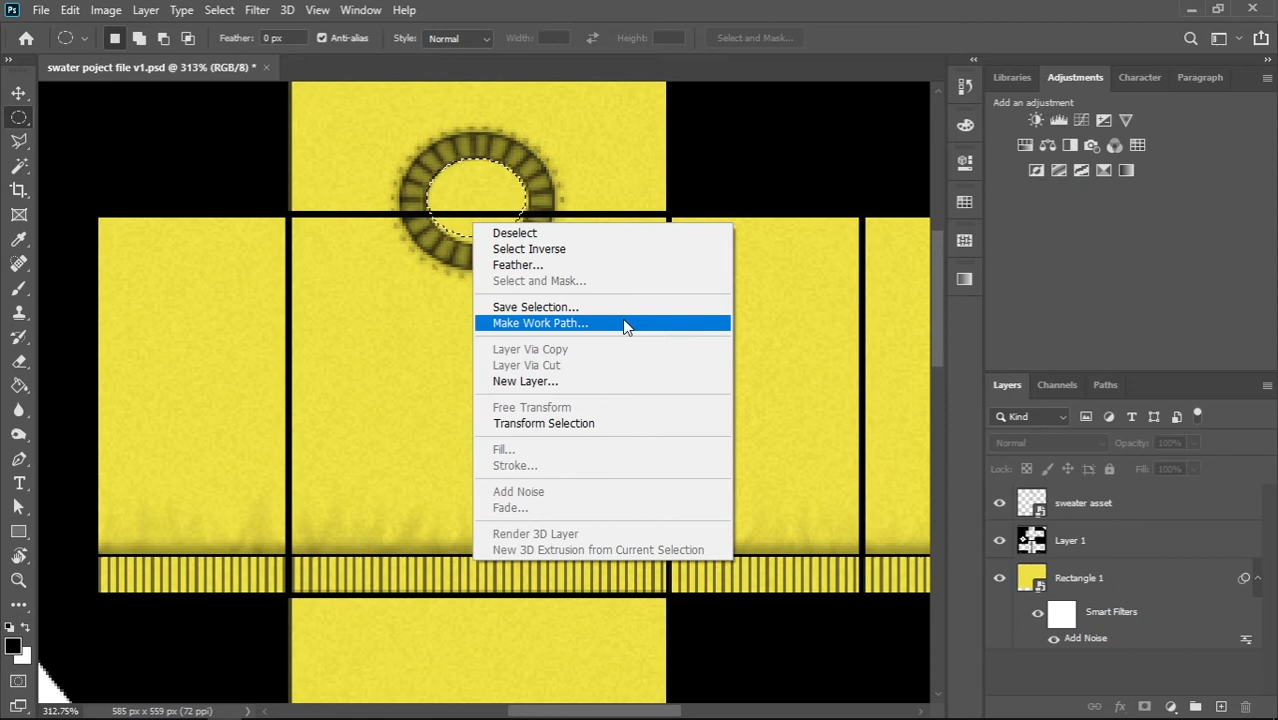 Ps File Edit Image Layer Type Select Filter 3D View Window Help
Feather: 0 px Anti-alias Style: Normal Width: Height: Select and Mask...
swater poject file v1.psd @ 313% (RGB/8) * ×
Libraries Adjustments Character Paragraph
Add an adjustment
Deselect
Select Inverse
Feather...
Select and Mask...
Save Selection...
Make Work Path...
Layer Via Copy
Layer Via Cut
New Layer...
Free Transform
Transform Selection
Fill...
Stroke...
Add Noise
Fade...
Render 3D Layer
New 3D Extrusion from Current Selection
Layers Channels Paths
Kind
Normal Opacity: 100%
Lock: Fill: 100%
sweater asset
Layer 1
Rectangle 1
Smart Filters
Add Noise
312.75% 585 px x 559 px (72 ppi)